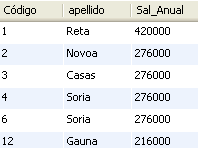 Código apellido Sal_Anual
1 Reta 420000
2 Novoa 276000
3 Casas 276000
4 Soria 276000
6 Soria 276000
12 Gauna 216000